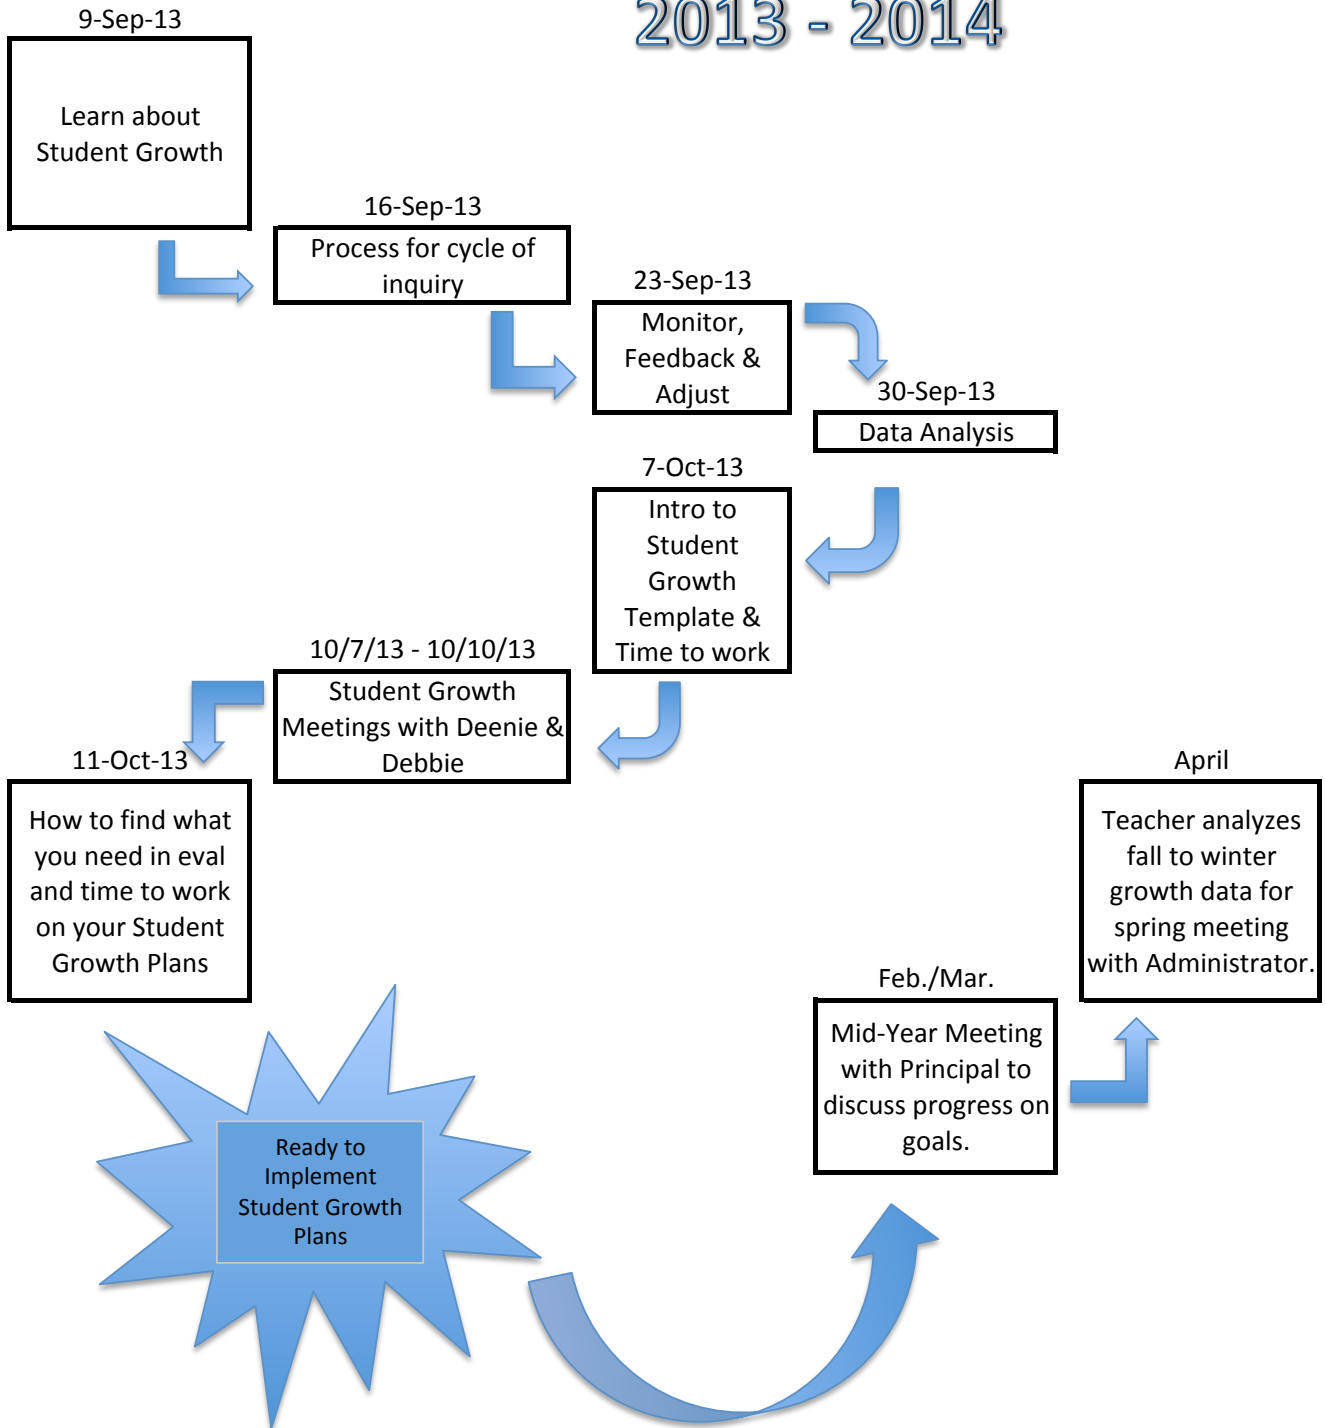 2013 - 2014
9-Sep-13
Learn about
Student Growth
16-Sep-13
Process for cycle of
inquiry
23-Sep-13
Monitor,
Feedback &
Adjust
30-Sep-13
Data Analysis
7-Oct-13
Intro to
Student
Growth
Template &
Time to work
10/7/13 - 10/10/13
Student Growth
Meetings with Deenie &
Debbie
11-Oct-13
How to find what
you need in eval
and time to work
on your Student
Growth Plans
Ready to
Implement
Student Growth
Plans
Feb./Mar.
Mid-Year Meeting
with Principal to
discuss progress on
goals.
April
Teacher analyzes
fall to winter
growth data for
spring meeting
with Administrator.